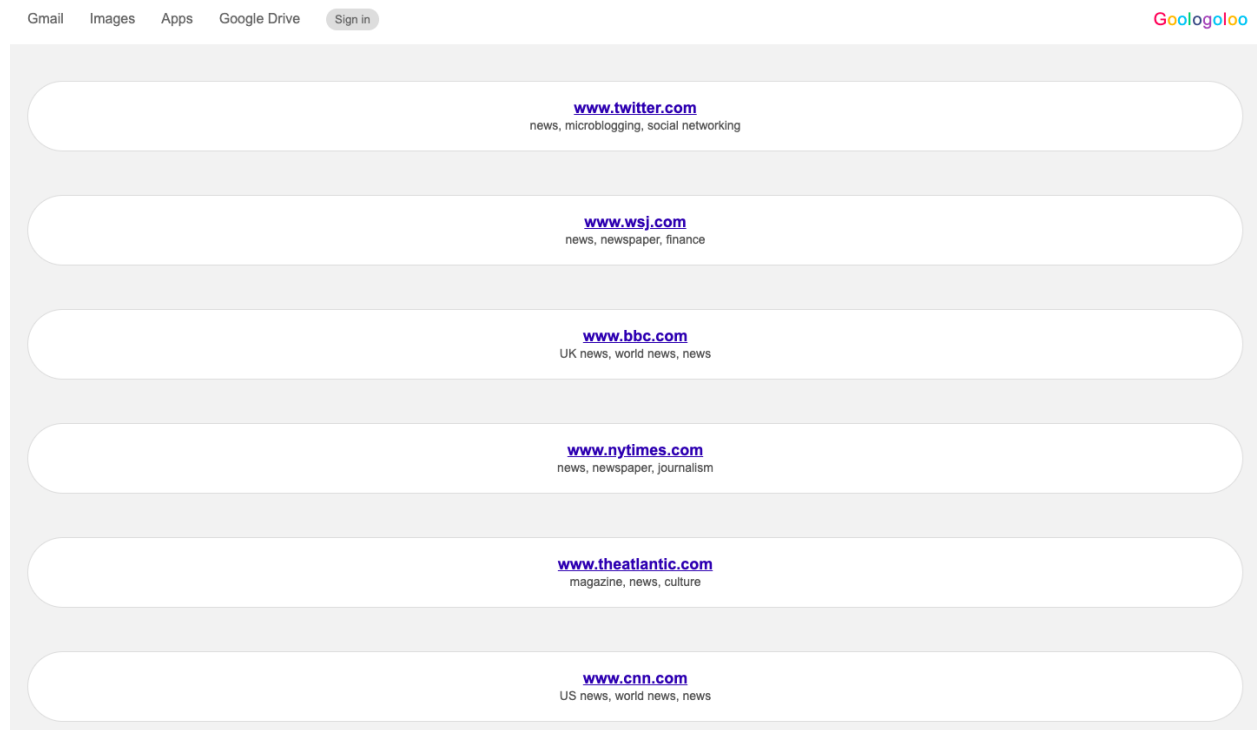 Gmail Images Apps Google Drive Sign in Goologoloo
www.twitter.com
news, microblogging, social networking
www.wsj.com
news, newspaper, finance
www.bbc.com
UK news, world news, news
www.nytimes.com
news, newspaper, journalism
www.theatlantic.com
magazine, news, culture
www.cnn.com
US news, world news, news